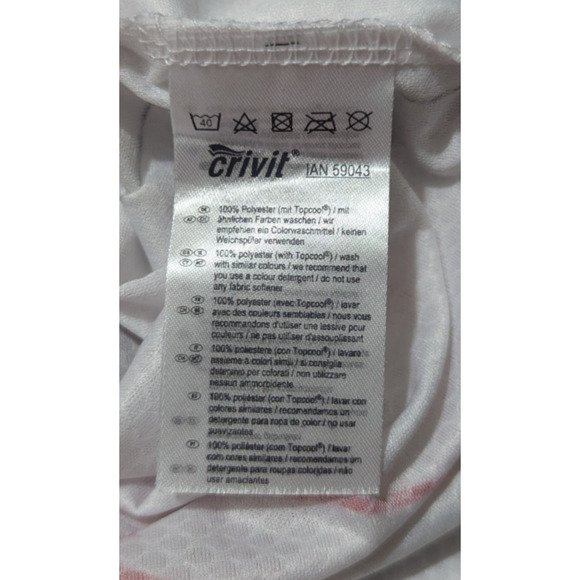 40
crivit® IAN 59043
100% Polyester (mit Topcool®) / mit
ähnlichen Farben waschen / wir
empfehlen ein Colorwaschmittel / keinen
Weichspüler verwenden
100% polyester (with Topcool®) / wash
with similar colours / we recommend that
you use a colour detergent / do not use
any fabric softener
100% polyester (avec Topcool®) / laver
avec des couleurs semblables / nous vous
recommandons d'utiliser une lessive pour
couleurs / ne pas utiliser d'assouplissant
100% poliestere (con Topcool®) / lavare
assieme a colori simili / si consiglia
detersivo per colorati / non utilizzare
nessun ammorbidente
100% poliéster (con Topcool®) / lavar con
colores similares / recomendamos un
detergente para ropa de color / no usar
suavizantes
100% poliéster (com Topcool®) / lavar
com cores similares / recomendamos um
detergente para roupas coloridas / não
usar amaciantes